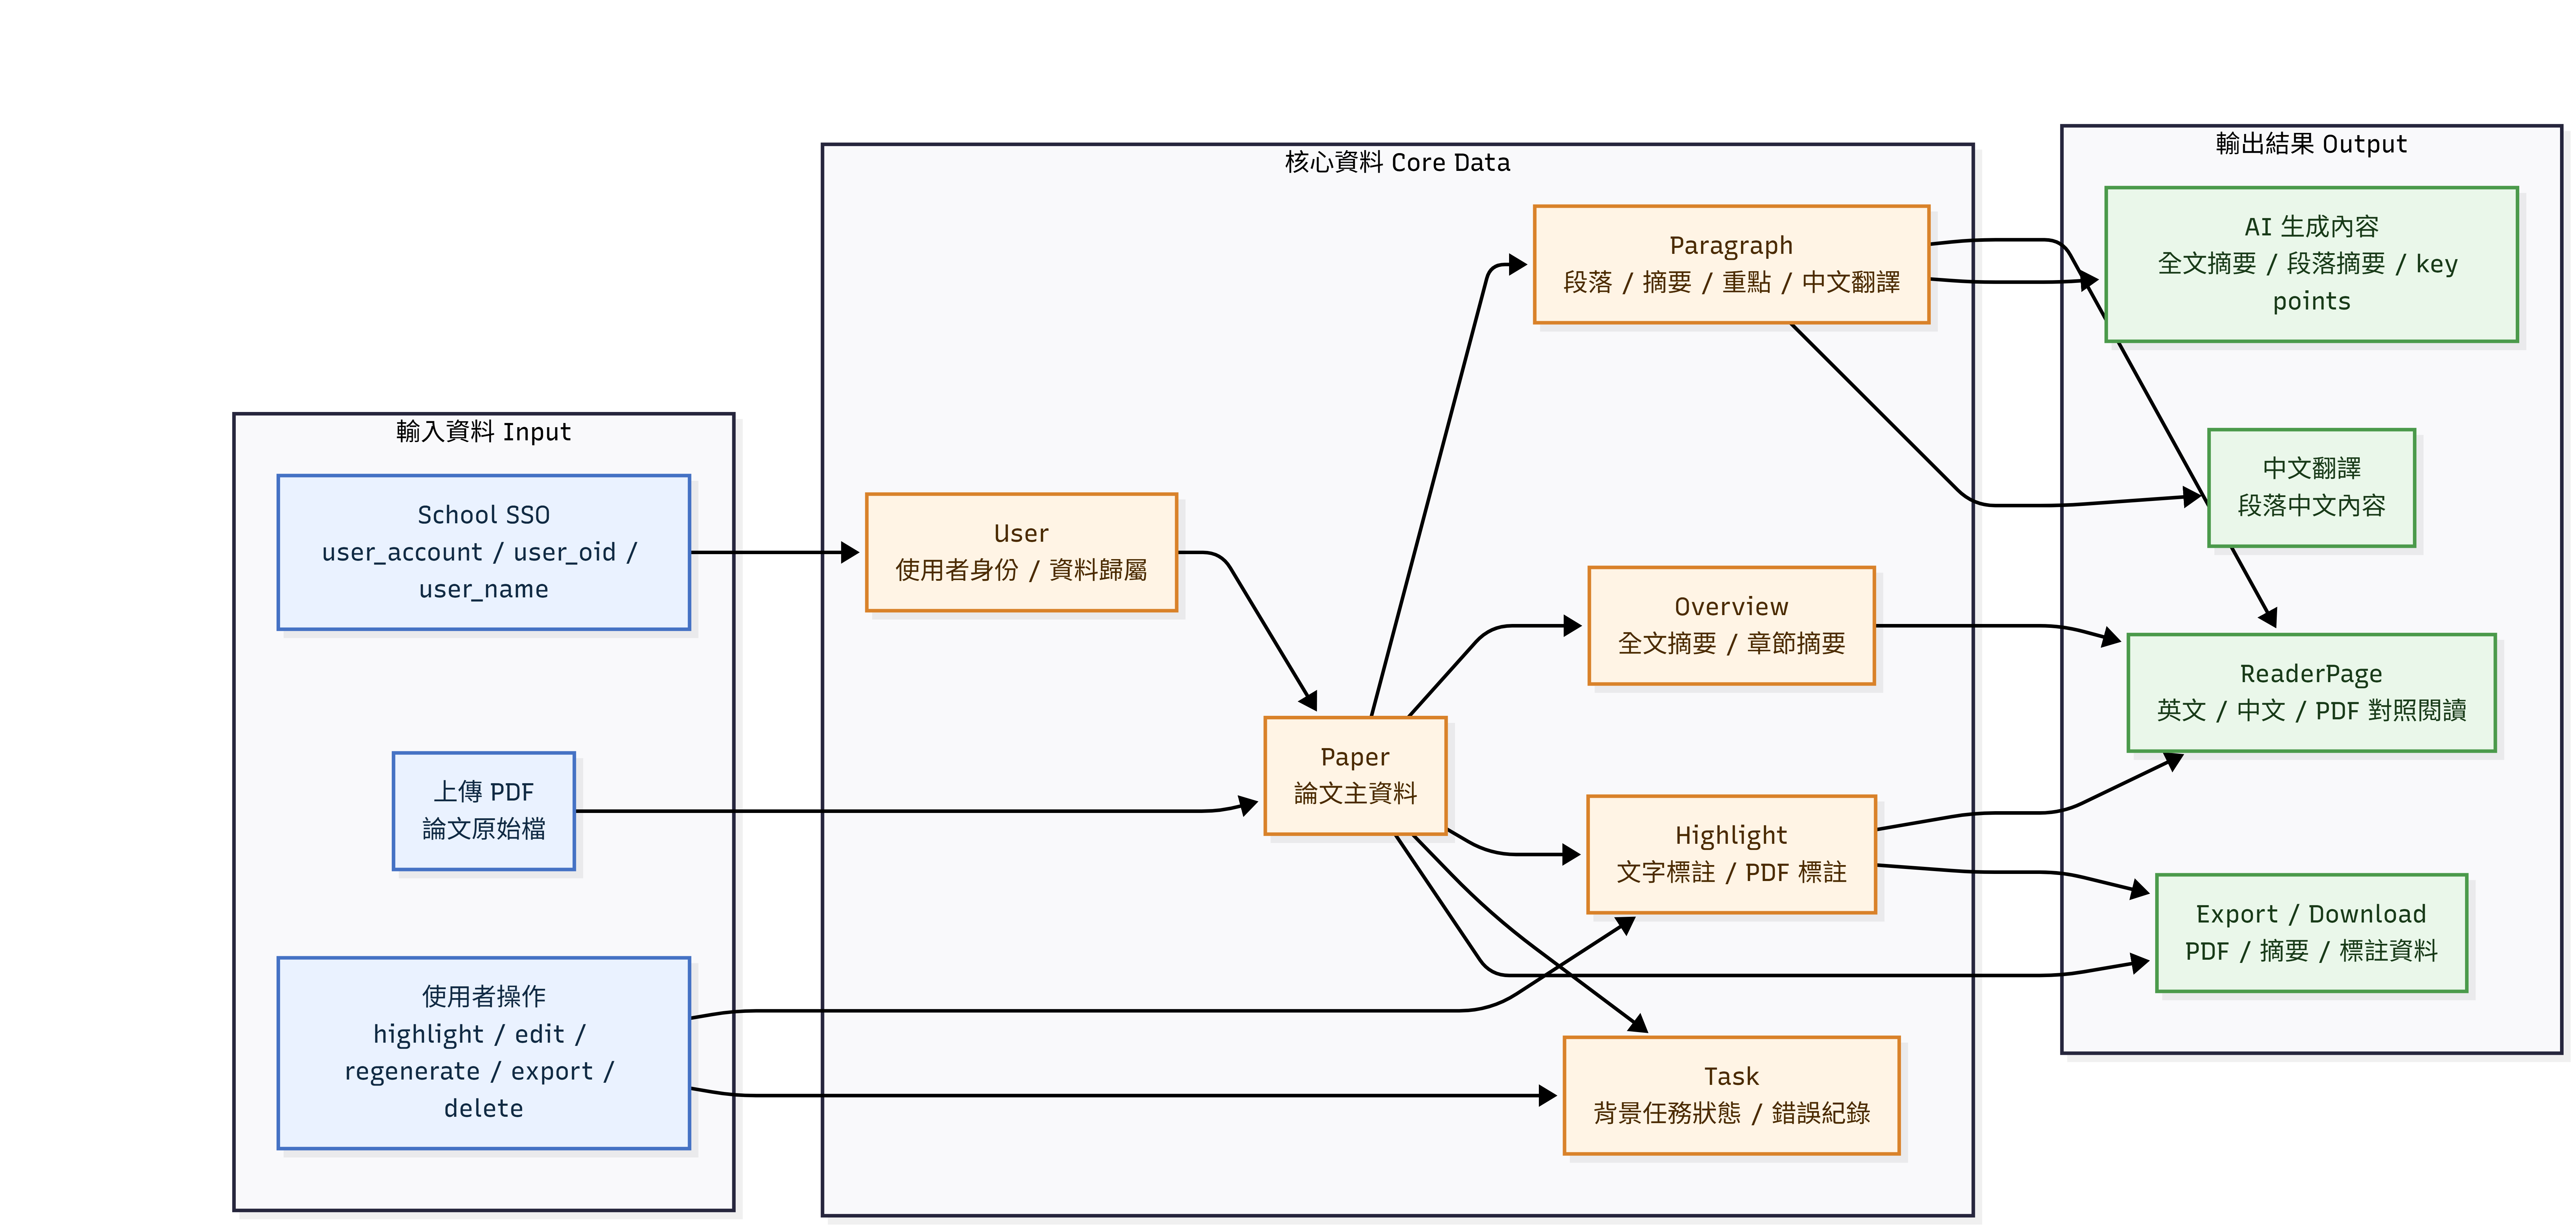 輸入資料 Input
School SSO
user_account / user_oid /
user_name
上傳 PDF
論文原始檔
使用者操作
highlight / edit /
regenerate / export /
delete
核心資料 Core Data
User
使用者身份 / 資料歸屬
Paper
論文主資料
Paragraph
段落 / 摘要 / 重點 / 中文翻譯
Overview
全文摘要 / 章節摘要
Highlight
文字標註 / PDF 標註
Task
背景任務狀態 / 錯誤紀錄
輸出結果 Output
AI 生成內容
全文摘要 / 段落摘要 / key
points
中文翻譯
段落中文內容
ReaderPage
英文 / 中文 / PDF 對照閱讀
Export / Download
PDF / 摘要 / 標註資料